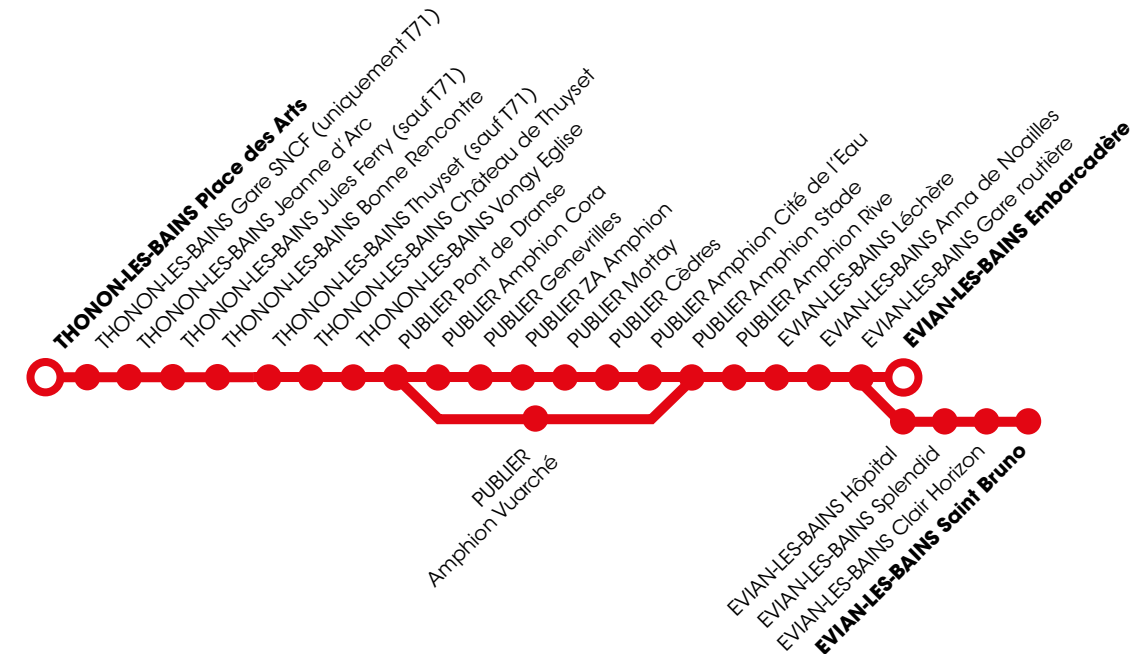 THONON-LES-BAINS Place des Arts
THONON-LES-BAINS Gare SNCF (uniquement T71)
THONON-LES-BAINS Jeanne d'Arc
THONON-LES-BAINS Jules Ferry (sauf T71)
THONON-LES-BAINS Bonne Rencontre
THONON-LES-BAINS Thuyset (sauf T71)
THONON-LES-BAINS Château de Thuyset
THONON-LES-BAINS Vongy Eglise
PUBLIER Pont de Dranse
PUBLIER Amphion Cora
PUBLIER Genevrilles
PUBLIER ZA Amphion
PUBLIER Mottay
PUBLIER Cèdres
PUBLIER Amphion Cité de l'Eau
PUBLIER Amphion Stade
PUBLIER Amphion Rive
EVIAN-LES-BAINS Léchère
EVIAN-LES-BAINS Anna de Noailles
EVIAN-LES-BAINS Gare routière
EVIAN-LES-BAINS Embarcadère
PUBLIER
Amphion Vuarché
EVIAN-LES-BAINS Hôpital
EVIAN-LES-BAINS Splendid
EVIAN-LES-BAINS Clair Horizon
EVIAN-LES-BAINS Saint Bruno